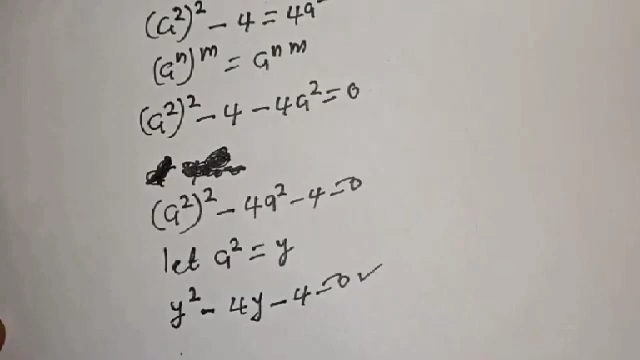 (a²)² - 4 = 4a²
(aⁿ)ᵐ = aⁿᵐ
(a²)² - 4 - 4a² = 0
(a²)² - 4a² - 4 = 0
let a² = y
y² - 4y - 4 = 0 ✓